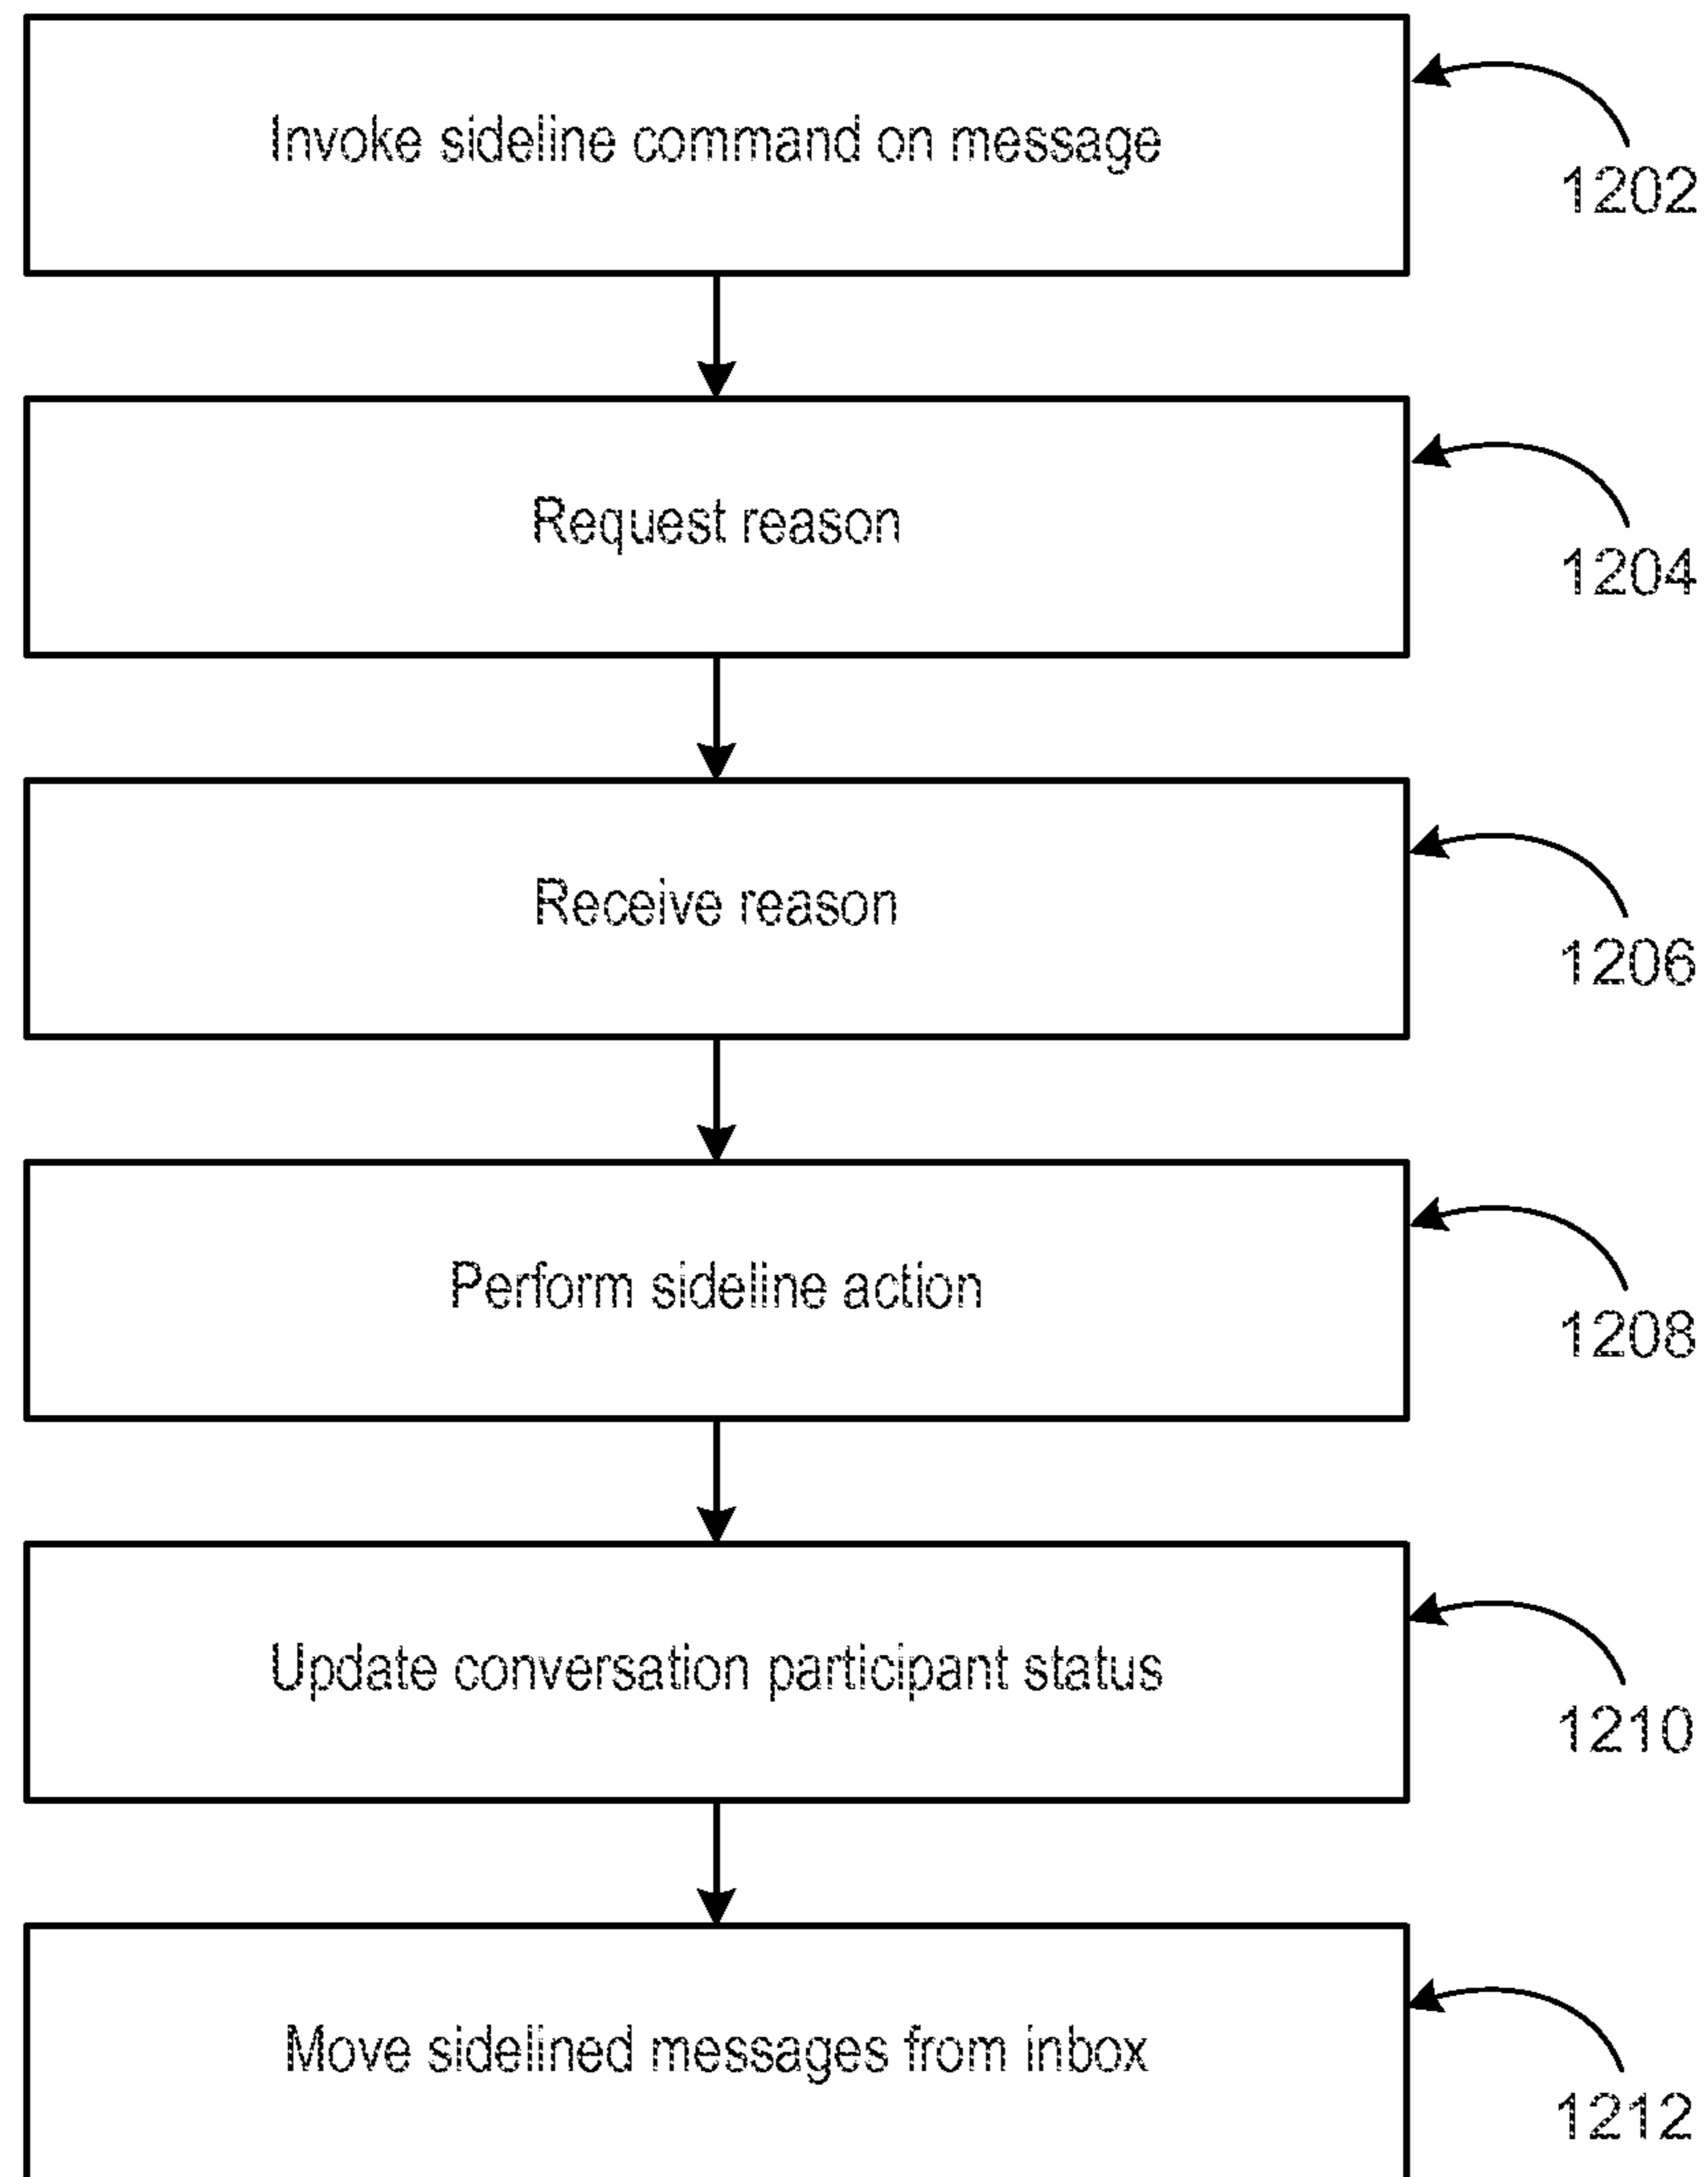 Invoke sideline command on message
1202
Request reason
1204
Receive reason
1206
Perform sideline action
1208
Update conversation participant status
1210
Move sidelined messages from inbox
1212